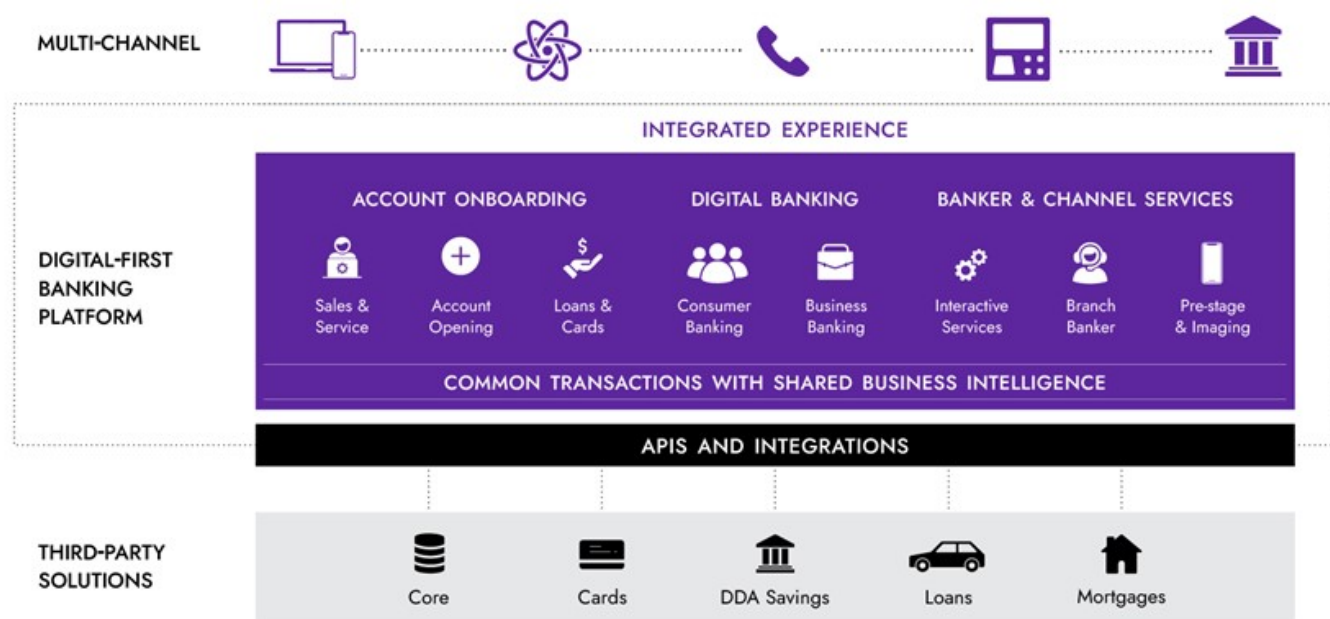 MULTI-CHANNEL
INTEGRATED EXPERIENCE
DIGITAL-FIRST
BANKING
PLATFORM
ACCOUNT ONBOARDING
Sales &
Service
Account
Opening
Loans &
Cards
DIGITAL BANKING
Consumer
Banking
Business
Banking
BANKER & CHANNEL SERVICES
Interactive
Services
Branch
Banker
Pre-stage
& Imaging
COMMON TRANSACTIONS WITH SHARED BUSINESS INTELLIGENCE
APIS AND INTEGRATIONS
THIRD-PARTY
SOLUTIONS
Core
Cards
DDA Savings
Loans
Mortgages